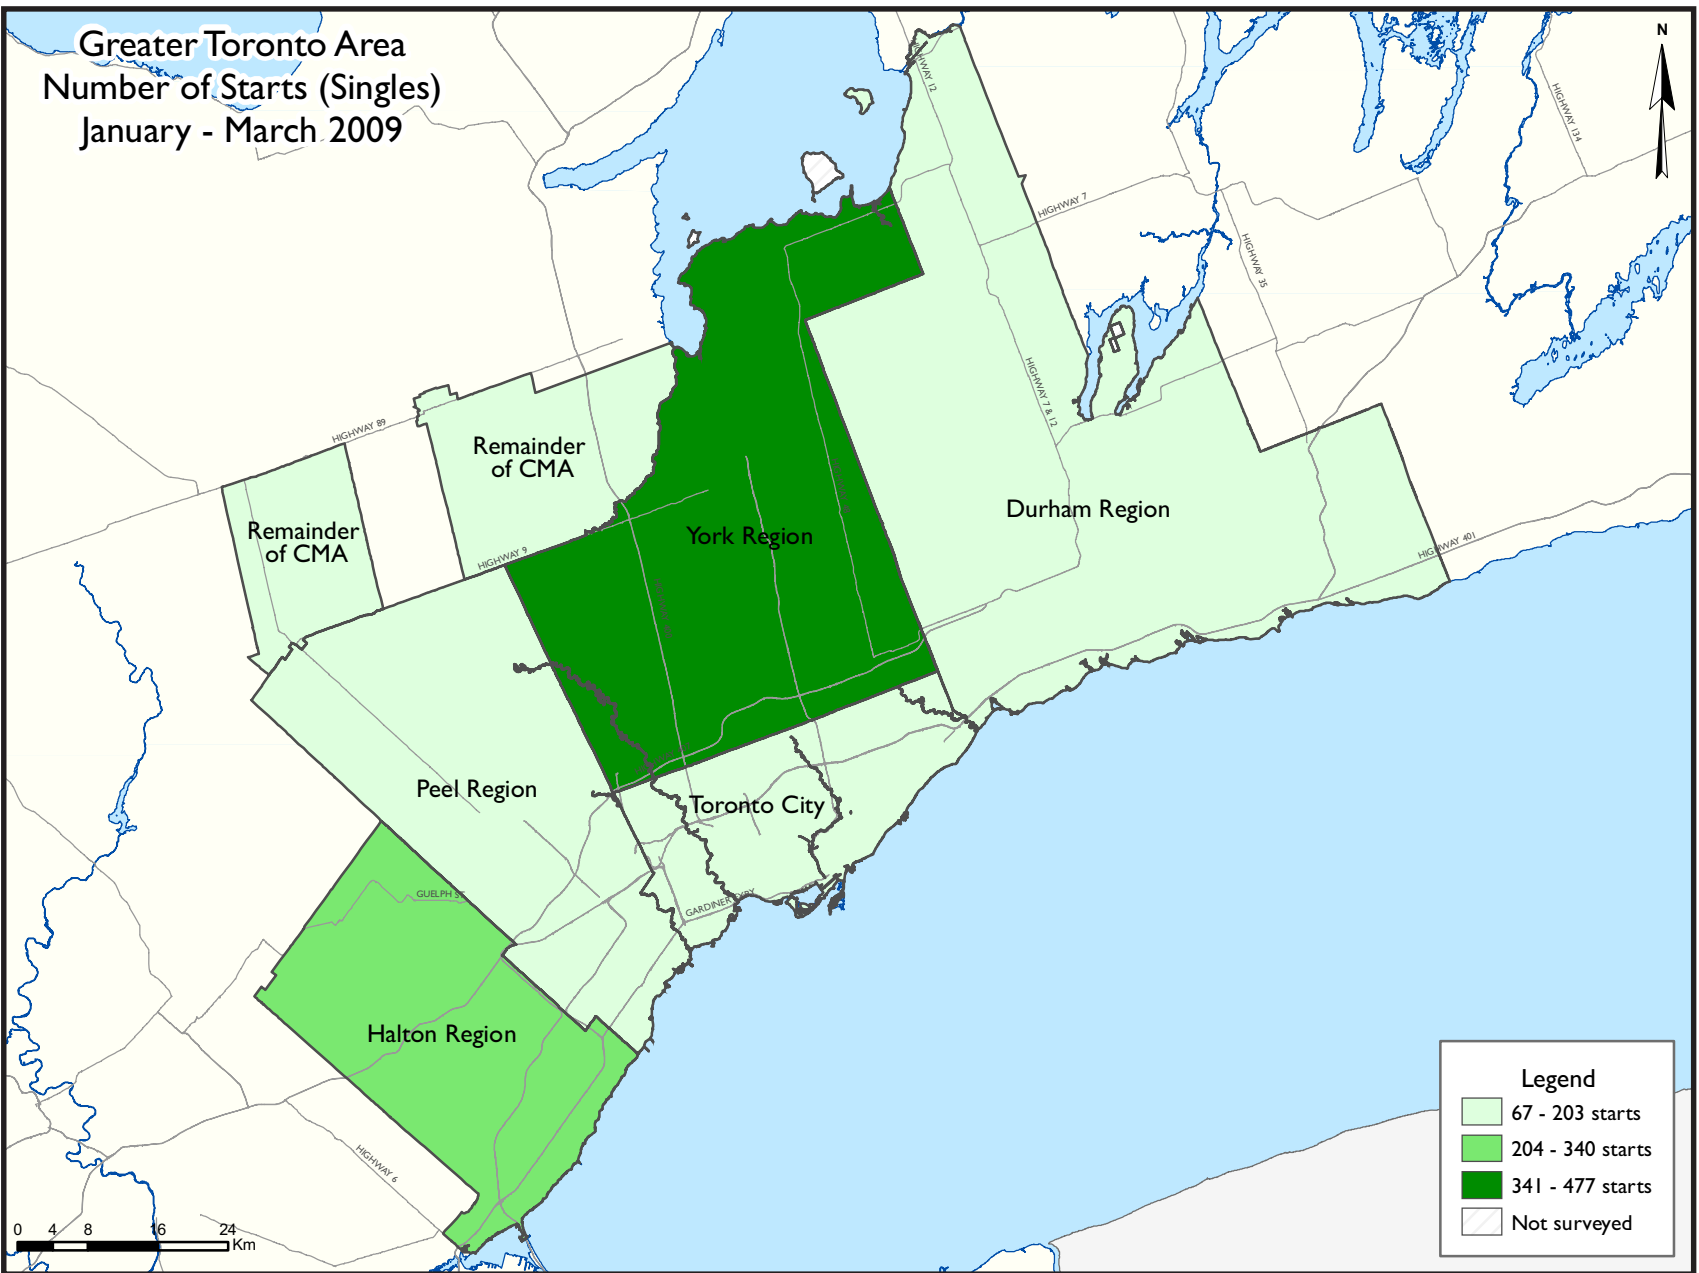 Greater Toronto Area
Number of Starts (Singles)
January - March 2009
N
HIGHWAY 12
HIGHWAY 134
HIGHWAY 7
HIGHWAY 35
HIGHWAY 7 & 12
HIGHWAY 89
Remainder
of CMA
Remainder
of CMA
HIGHWAY 9
York Region
Durham Region
HIGHWAY 401
Peel Region
Toronto City
GUELPH ST
GARDINER EXPY
Halton Region
HIGHWAY 6
Legend
67 - 203 starts
204 - 340 starts
341 - 477 starts
Not surveyed
0 4 8 16 24
Km